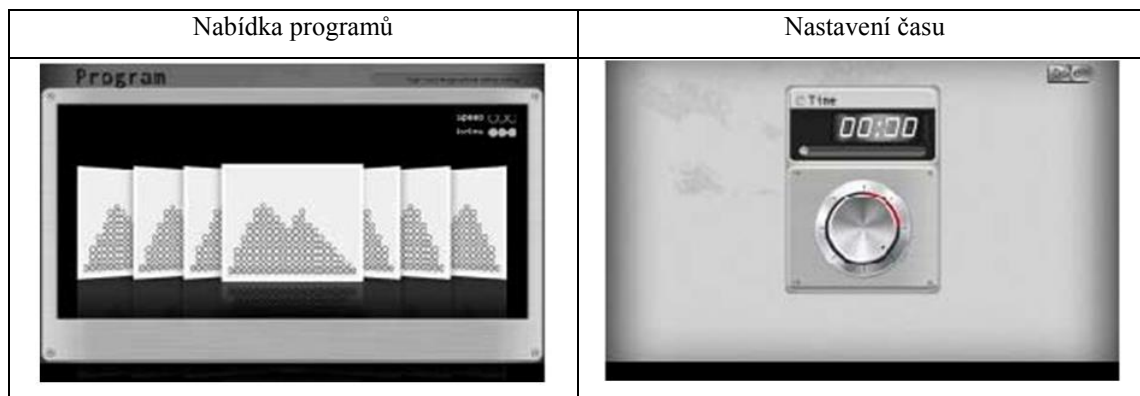 Nabídka programů
Nastavení času
Program
speed
Time
00:00